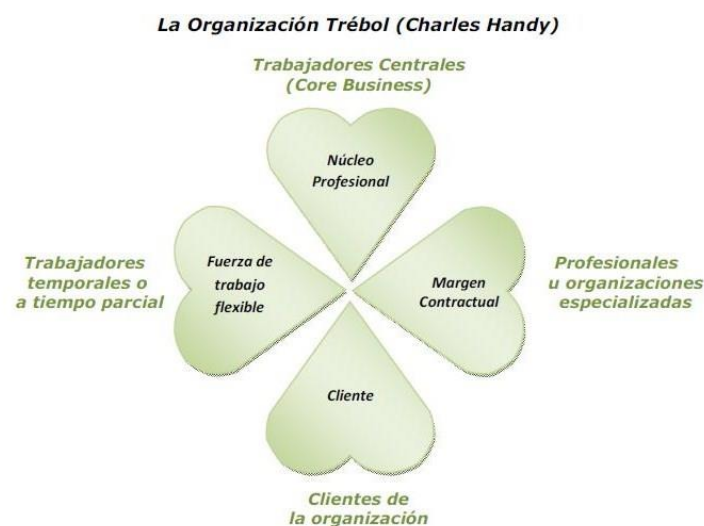 La Organización Trébol (Charles Handy)
Trabajadores Centrales
(Core Business)
Núcleo
Profesional
Trabajadores
temporales o
a tiempo parcial
Fuerza de
trabajo
flexible
Margen
Contractual
Profesionales
u organizaciones
especializadas
Cliente
Clientes de
la organización